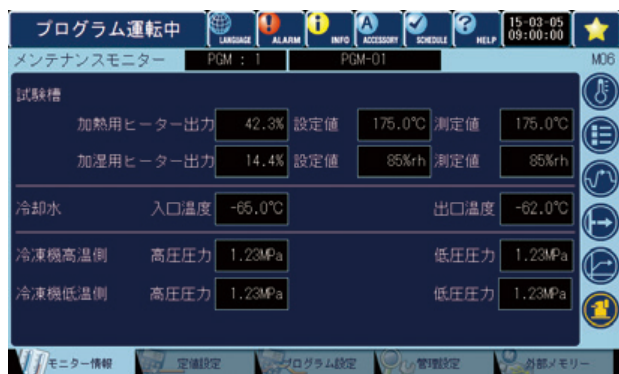 プログラム運転中 LANGUAGE ALARM INFO ACCESSORY SCHEDULE HELP 15-03-05
09:00:00
メンテナンスモニター PGM : 1 PGM-01 M06
試験槽
加熱用ヒーター出力 42.3% 設定値 175.0℃ 測定値 175.0℃
加湿用ヒーター出力 14.4% 設定値 85%rh 測定値 85%rh
冷却水 入口温度 -65.0℃ 出口温度 -62.0℃
冷凍機高温側 高圧圧力 1.23MPa 低圧圧力 1.23MPa
冷凍機低温側 高圧圧力 1.23MPa 低圧圧力 1.23MPa
モニター情報 定値設定 プログラム設定 管理設定 外部メモリー